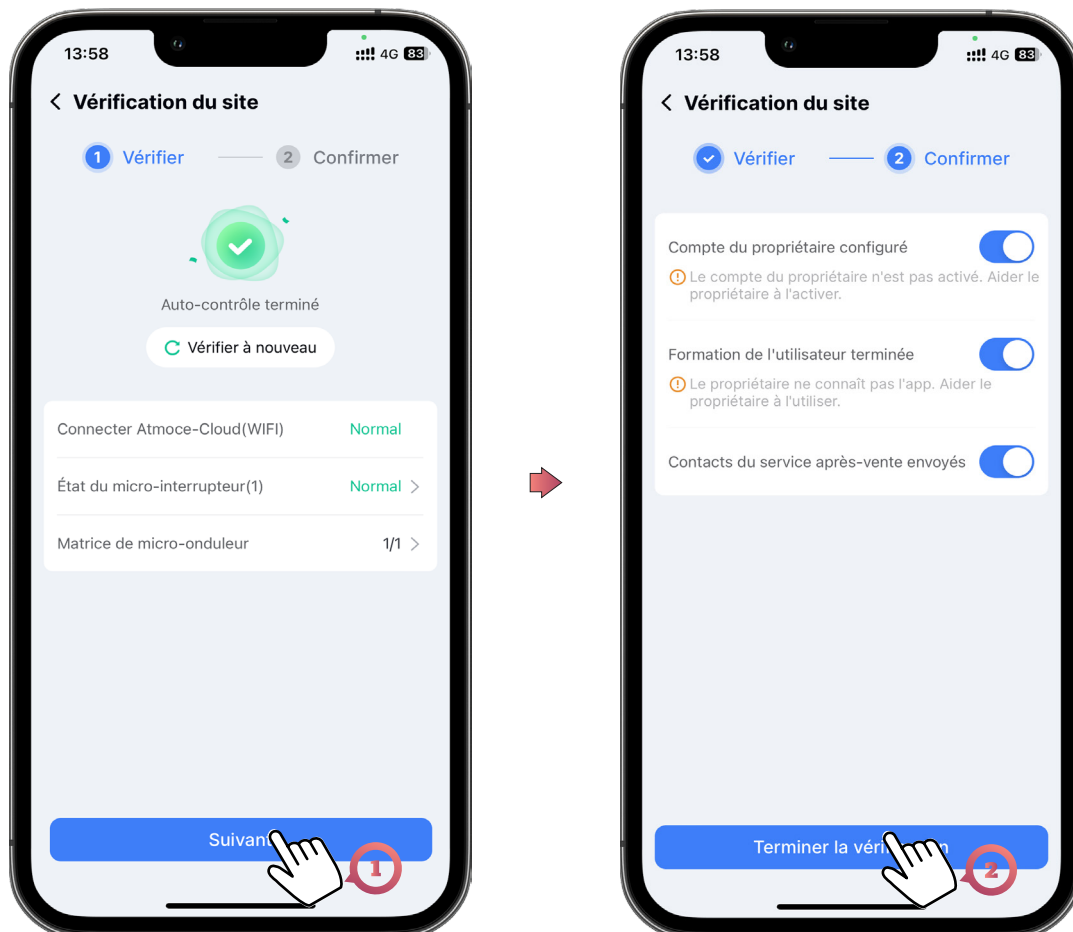 13:58
4G 83
Vérification du site
1 Vérifier
2 Confirmer
Auto-contrôle terminé
Vérifier à nouveau
Connecter Atmoce-Cloud(WIFI) Normal
État du micro-interrupteur(1) Normal
Matrice de micro-onduleur 1/1
Suivant
1
13:58
4G 83
Vérification du site
Vérifier
2 Confirmer
Compte du propriétaire configuré
Le compte du propriétaire n'est pas activé. Aider le
propriétaire à l'activer.
Formation de l'utilisateur terminée
Le propriétaire ne connaît pas l'app. Aider le
propriétaire à l'utiliser.
Contacts du service après-vente envoyés
Terminer la
2